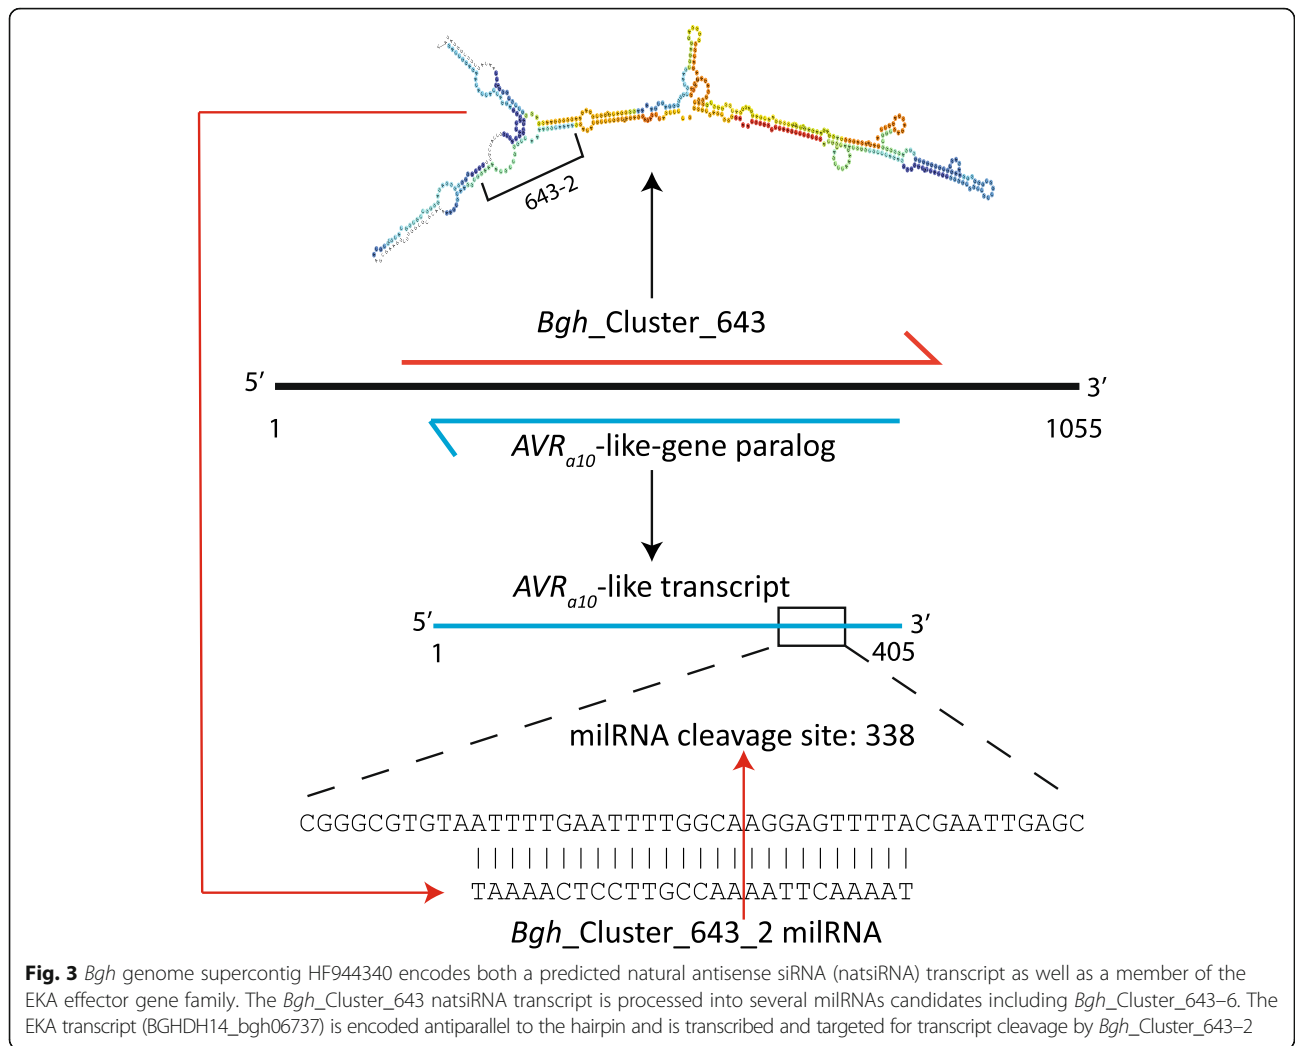 643-2
Bgh_Cluster_643
5′ 3′
1 1055
AVRa10-like-gene paralog
AVRa10-like transcript
5′ 3′
1 405
milRNA cleavage site: 338
CGGGCGTGTAATTTTGAATTTTGGCAAGGAGTTTTACGAATTGAGC
TAAAACTCCTTGCCAAAATTCAAAAT
Bgh_Cluster_643_2 milRNA
Fig. 3 Bgh genome supercontig HF944340 encodes both a predicted natural antisense siRNA (natsiRNA) transcript as well as a member of the
EKA effector gene family. The Bgh_Cluster_643 natsiRNA transcript is processed into several milRNAs candidates including Bgh_Cluster_643–6. The
EKA transcript (BGHDH14_bgh06737) is encoded antiparallel to the hairpin and is transcribed and targeted for transcript cleavage by Bgh_Cluster_643–2